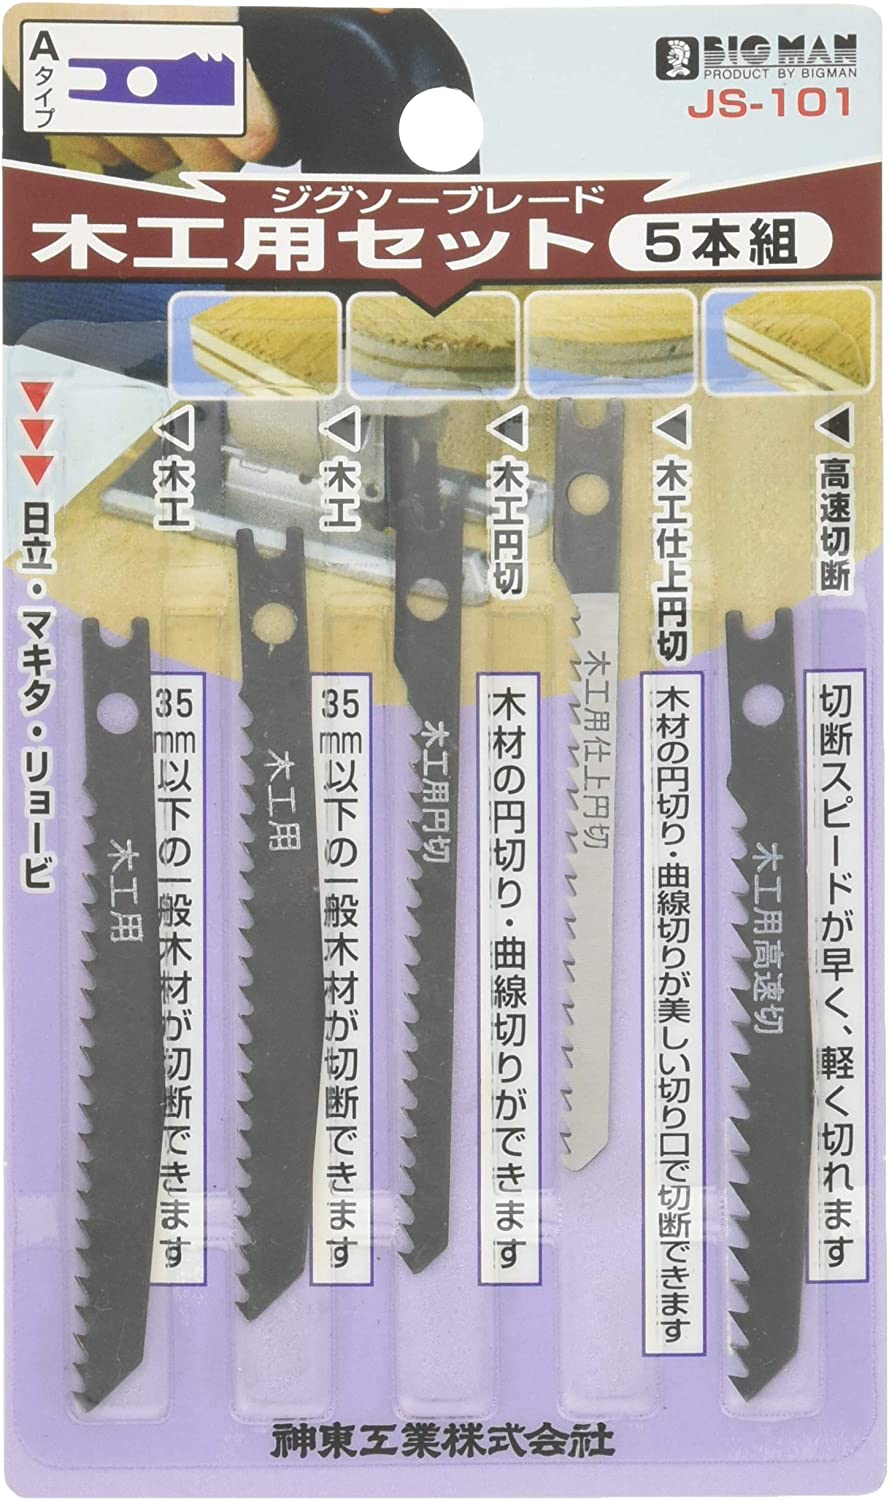 Aタイプ
BIG MAN
PRODUCT BY BIGMAN
JS-101
ジグソーブレード
木工用セット 5本組
日立・マキタ・リョービ
木工
35mm以下の一般木材が切断できます
木工用
木工
35mm以下の一般木材が切断できます
木工用
木工円切
木材の円切り・曲線切りができます
木工用円切
木工仕上円切
木材の円切り・曲線切りが美しい切り口で切断できます
木工用仕上円切
高速切断
切断スピードが早く、軽く切れます
木工用高速切
神東工業株式会社